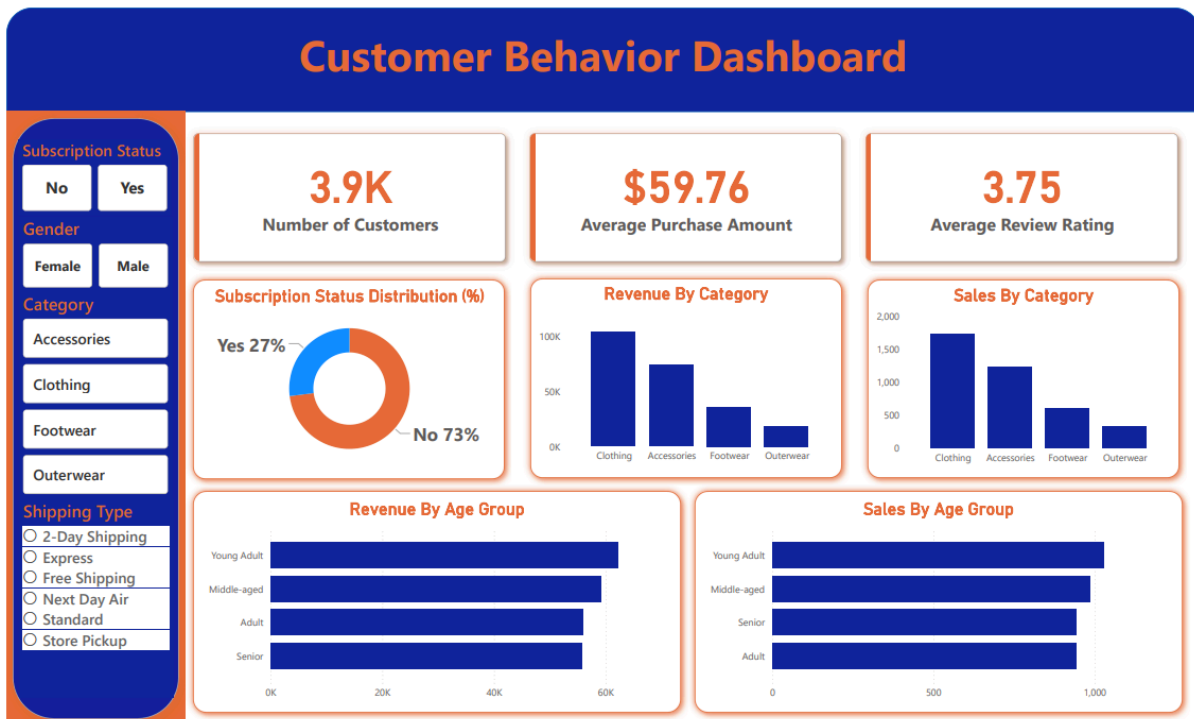 Customer Behavior Dashboard
Subscription Status
No Yes
Gender
Female Male
Category
Accessories
Clothing
Footwear
Outerwear
Shipping Type
2-Day Shipping
Express
Free Shipping
Next Day Air
Standard
Store Pickup
3.9K
Number of Customers
$59.76
Average Purchase Amount
3.75
Average Review Rating
Subscription Status Distribution (%)
Yes 27%
No 73%
Revenue By Category
100K
50K
0K
Clothing Accessories Footwear Outerwear
Sales By Category
2,000
1,500
1,000
500
0
Clothing Accessories Footwear Outerwear
Revenue By Age Group
Young Adult
Middle-aged
Adult
Senior
0K 20K 40K 60K
Sales By Age Group
Young Adult
Middle-aged
Senior
Adult
0 500 1,000